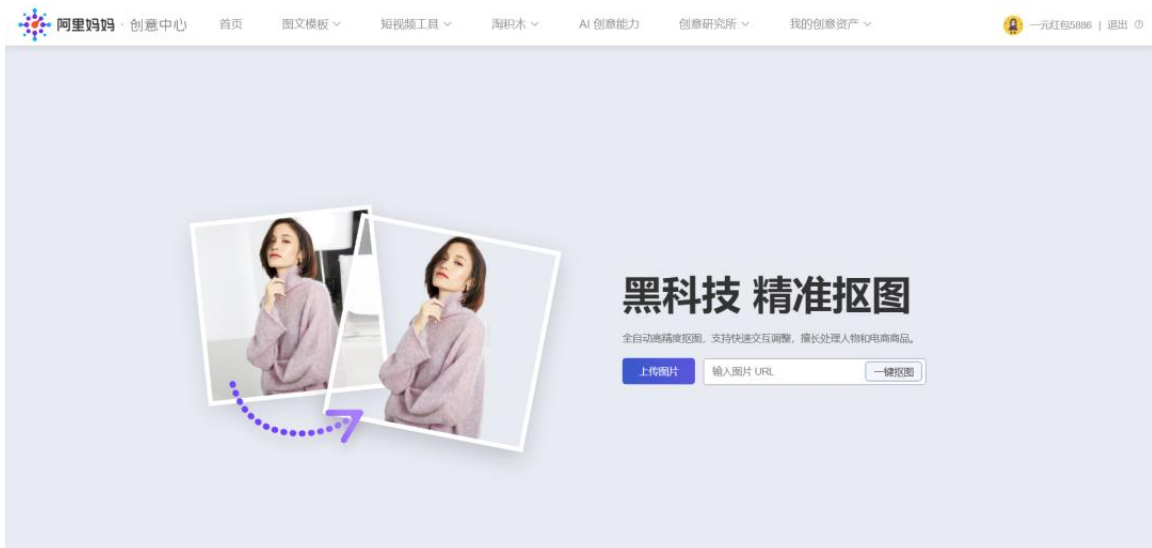 阿里妈妈 · 创意中心 首页 图文模板 短视频工具 淘积木 AI 创意能力 创意研究所 我的创意资产 一元红包5886 | 退出
黑科技 精准抠图
全自动高精度抠图，支持快速交互调整，擅长处理人物和电商商品。
上传图片 输入图片 URL 一键抠图